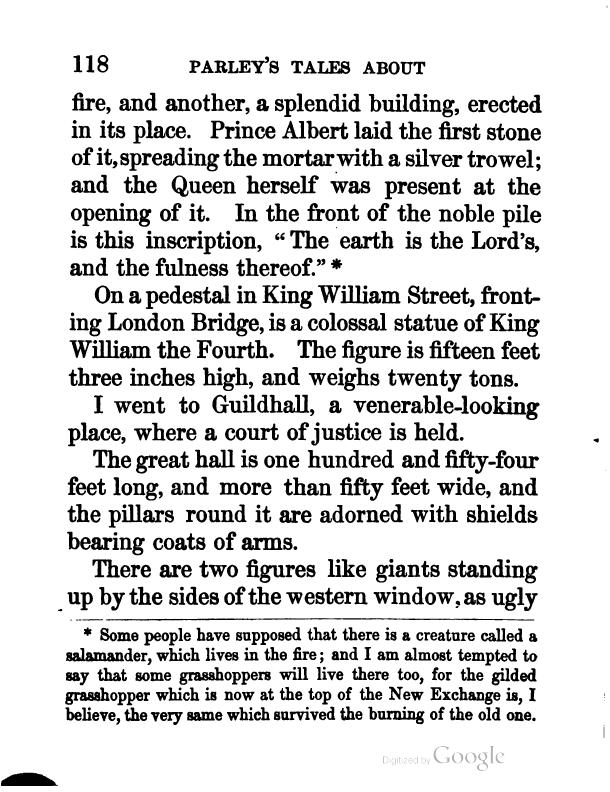 118 PARLEY'S TALES ABOUT
fire, and another, a splendid building, erected
in its place. Prince Albert laid the first stone
of it, spreading the mortar with a silver trowel;
and the Queen herself was present at the
opening of it. In the front of the noble pile
is this inscription, "The earth is the Lord's,
and the fulness thereof." *
On a pedestal in King William Street, front-
ing London Bridge, is a colossal statue of King
William the Fourth. The figure is fifteen feet
three inches high, and weighs twenty tons.
I went to Guildhall, a venerable-looking
place, where a court of justice is held.
The great hall is one hundred and fifty-four
feet long, and more than fifty feet wide, and
the pillars round it are adorned with shields
bearing coats of arms.
There are two figures like giants standing
up by the sides of the western window, as ugly
* Some people have supposed that there is a creature called a
salamander, which lives in the fire; and I am almost tempted to
say that some grasshoppers will live there too, for the gilded
grasshopper which is now at the top of the New Exchange is, I
believe, the very same which survived the burning of the old one.
Digitized by Google